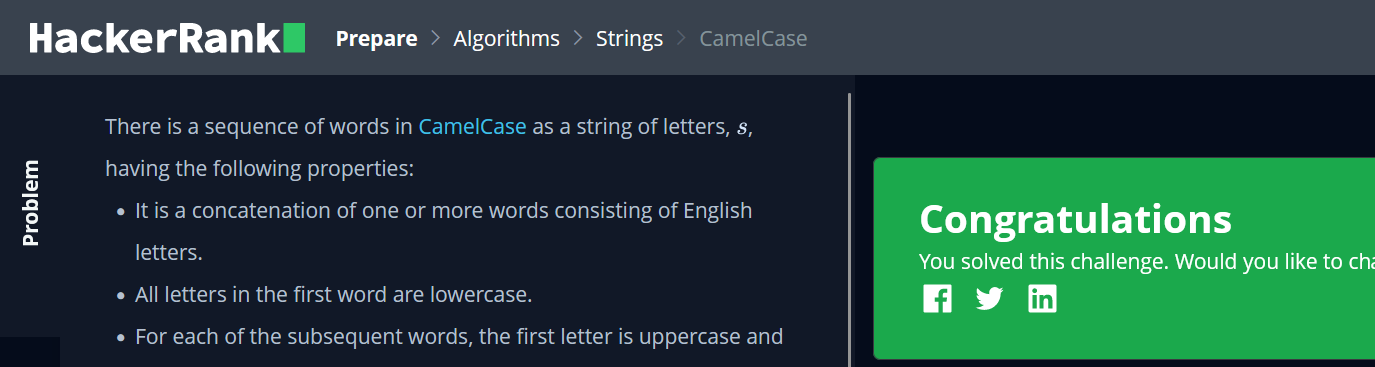 HackerRank
Prepare > Algorithms > Strings > CamelCase
Problem
There is a sequence of words in CamelCase as a string of letters, s,
having the following properties:
• It is a concatenation of one or more words consisting of English
letters.
• All letters in the first word are lowercase.
• For each of the subsequent words, the first letter is uppercase and
Congratulations
You solved this challenge. Would you like to cha